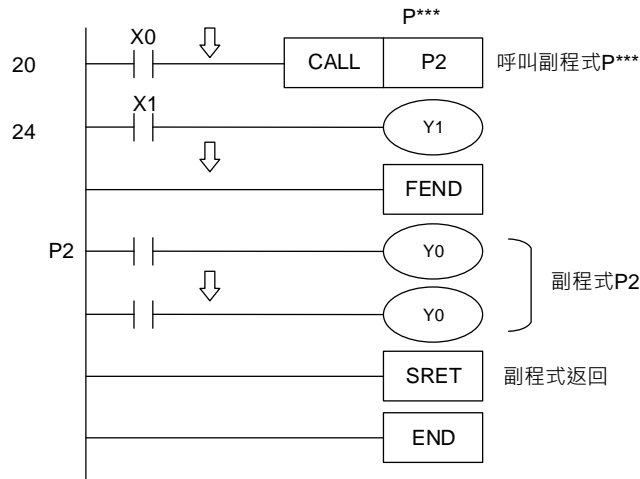 P***
X0
20 CALL P2 呼叫副程式P***
X1
24 Y1
FEND
P2 Y0
副程式P2
Y0
SRET 副程式返回
END